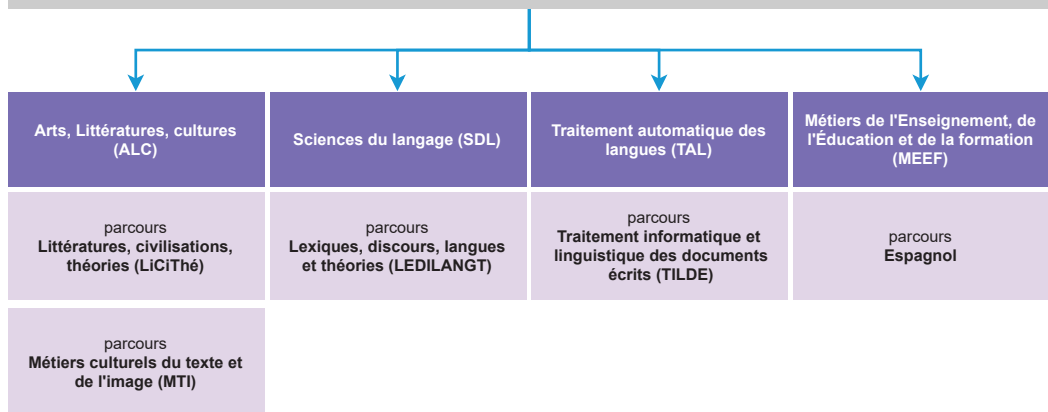 Arts, Littératures, cultures
(ALC)
Sciences du langage (SDL)
Traitement automatique des
langues (TAL)
Métiers de l'Enseignement, de
l'Éducation et de la formation
(MEEF)
parcours
Littératures, civilisations,
théories (LiCiThé)
parcours
Lexiques, discours, langues
et théories (LEDILANGT)
parcours
Traitement informatique et
linguistique des documents
écrits (TILDE)
parcours
Espagnol
parcours
Métiers culturels du texte et
de l'image (MTI)